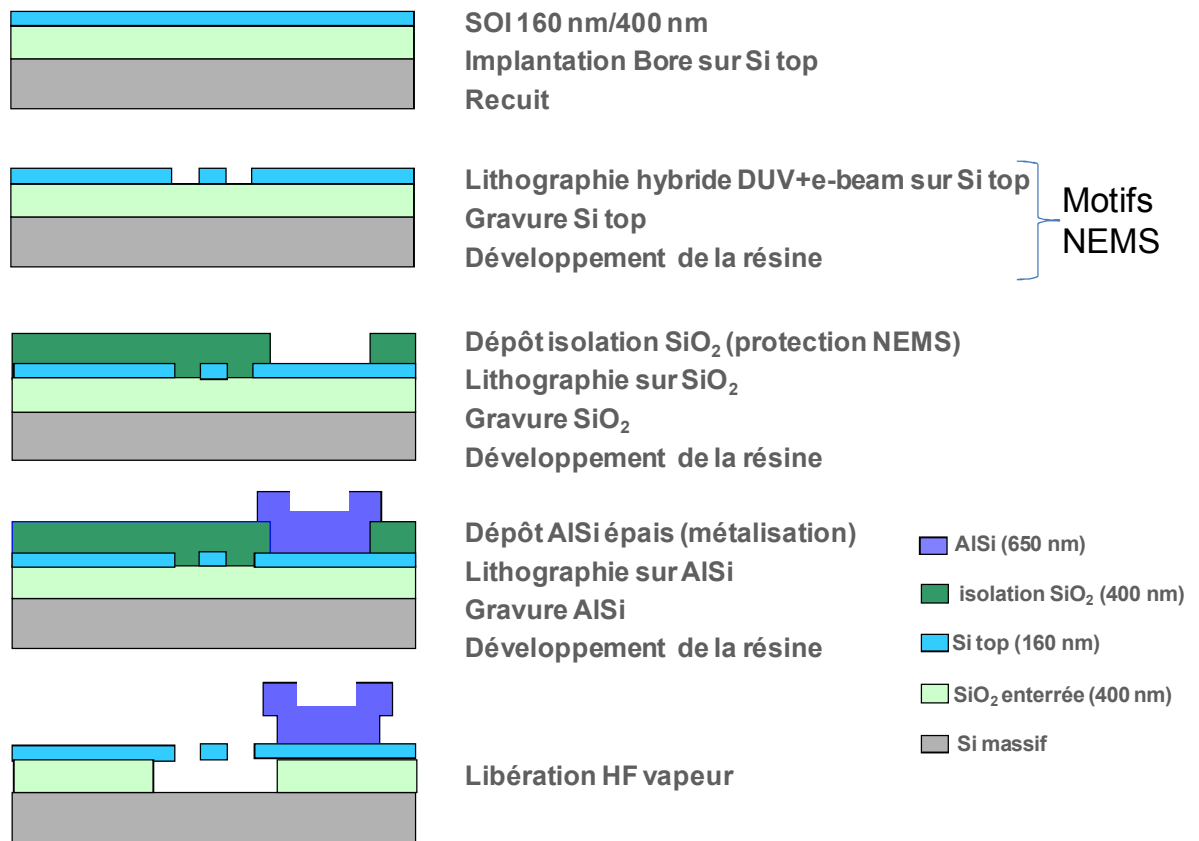 SOI 160 nm/400 nm
Implantation Bore sur Si top
Recuit
Lithographie hybride DUV+e-beam sur Si top
Gravure Si top
Développement de la résine
Motifs
NEMS
Dépôt isolation SiO₂ (protection NEMS)
Lithographie sur SiO₂
Gravure SiO₂
Développement de la résine
Dépôt AlSi épais (métalisation)
Lithographie sur AlSi
Gravure AlSi
Développement de la résine
AlSi (650 nm)
isolation SiO₂ (400 nm)
Si top (160 nm)
SiO₂ enterrée (400 nm)
Si massif
Libération HF vapeur